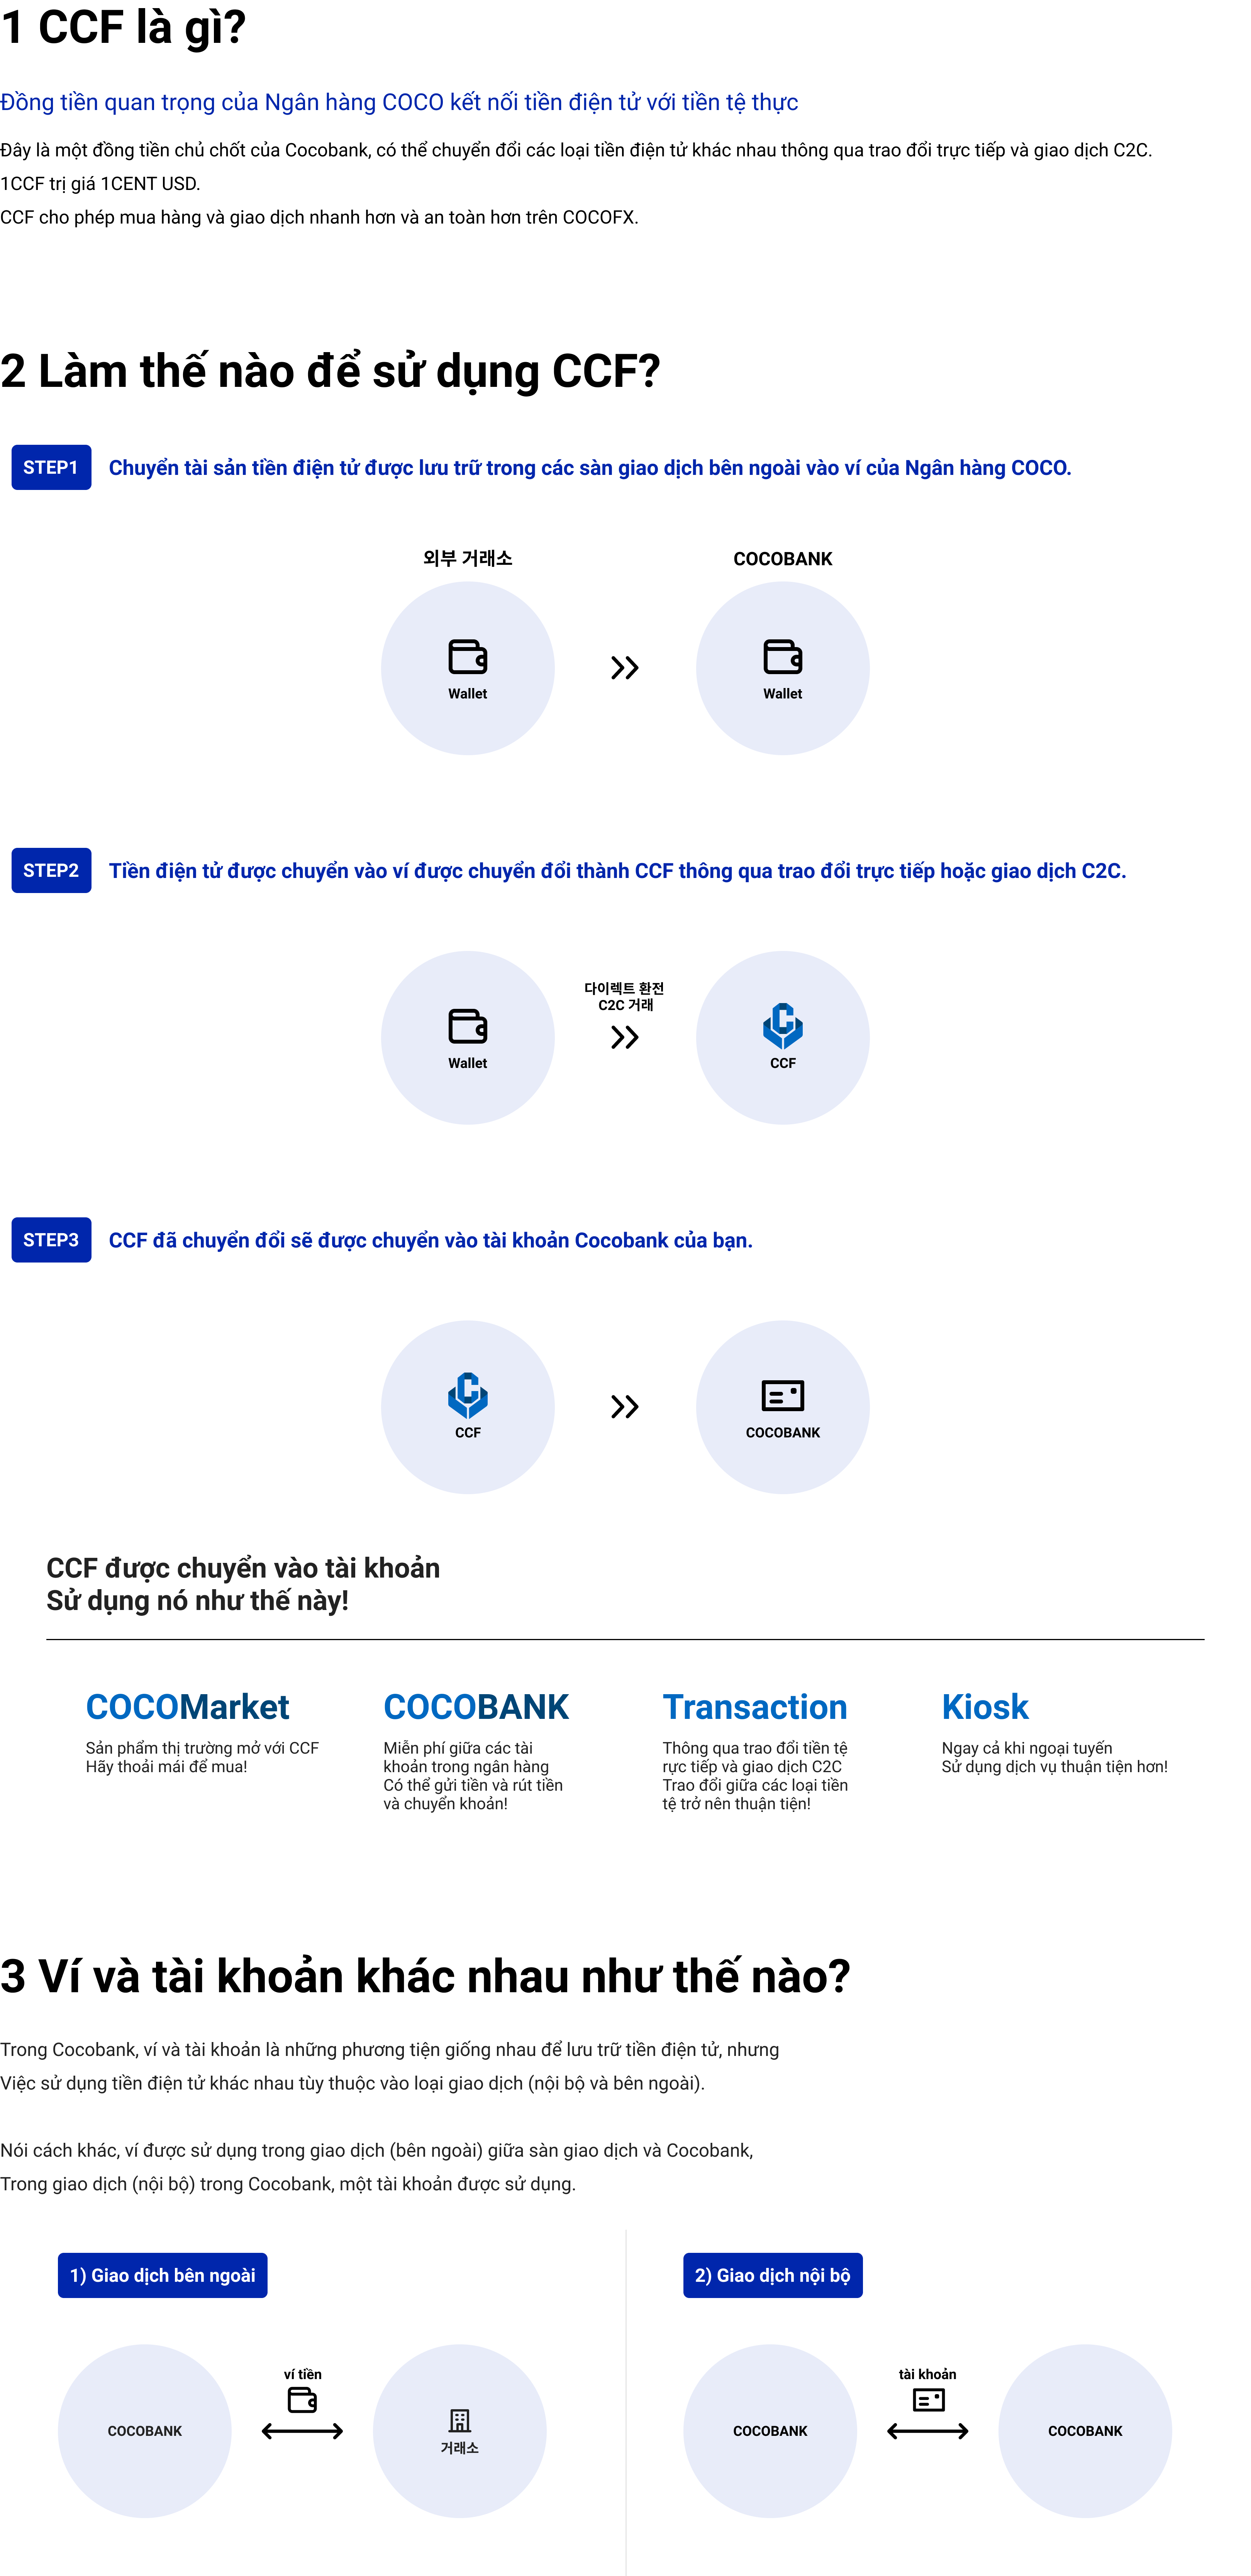 1 CCF là gì?
Đồng tiền quan trọng của Ngân hàng COCO kết nối tiền điện tử với tiền tệ thực
Đây là một đồng tiền chủ chốt của Cocobank, có thể chuyển đổi các loại tiền điện tử khác nhau thông qua trao đổi trực tiếp và giao dịch C2C.
1CCF trị giá 1CENT USD.
CCF cho phép mua hàng và giao dịch nhanh hơn và an toàn hơn trên COCOFX.
2 Làm thế nào để sử dụng CCF?
STEP1 Chuyển tài sản tiền điện tử được lưu trữ trong các sàn giao dịch bên ngoài vào ví của Ngân hàng COCO.
외부 거래소 COCOBANK
Wallet Wallet
STEP2 Tiền điện tử được chuyển vào ví được chuyển đổi thành CCF thông qua trao đổi trực tiếp hoặc giao dịch C2C.
다이렉트 환전
C2C 거래
Wallet CCF
STEP3 CCF đã chuyển đổi sẽ được chuyển vào tài khoản Cocobank của bạn.
CCF COCOBANK
CCF được chuyển vào tài khoản
Sử dụng nó như thế này!
COCOMarket
Sản phẩm thị trường mở với CCF
Hãy thoải mái để mua!
COCOBANK
Miễn phí giữa các tài
khoản trong ngân hàng
Có thể gửi tiền và rút tiền
và chuyển khoản!
Transaction
Thông qua trao đổi tiền tệ
rực tiếp và giao dịch C2C
Trao đổi giữa các loại tiền
tệ trở nên thuận tiện!
Kiosk
Ngay cả khi ngoại tuyến
Sử dụng dịch vụ thuận tiện hơn!
3 Ví và tài khoản khác nhau như thế nào?
Trong Cocobank, ví và tài khoản là những phương tiện giống nhau để lưu trữ tiền điện tử, nhưng
Việc sử dụng tiền điện tử khác nhau tùy thuộc vào loại giao dịch (nội bộ và bên ngoài).
Nói cách khác, ví được sử dụng trong giao dịch (bên ngoài) giữa sàn giao dịch và Cocobank,
Trong giao dịch (nội bộ) trong Cocobank, một tài khoản được sử dụng.
1) Giao dịch bên ngoài
ví tiền
COCOBANK
거래소
2) Giao dịch nội bộ
tài khoản
COCOBANK COCOBANK